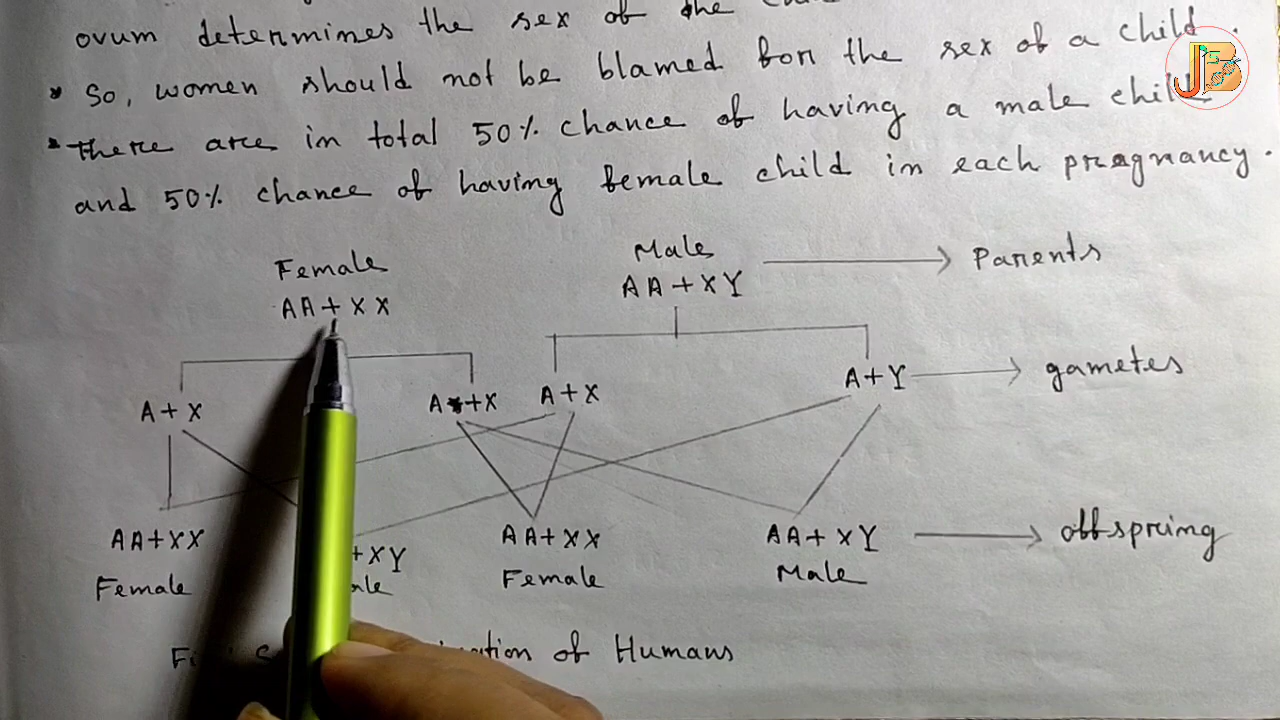 ovum determines the sex of the
* So, women should not be blamed for the sex of a child.
* There are in total 50% chance of having a male child
and 50% chance of having female child in each pregnancy.
Female Male
AA+XX AA+XY Parents
A+X A+X A+X A+Y gametes
AA+XX +XY AA+XX AA+XY offspring
Female Female Male
of Humans